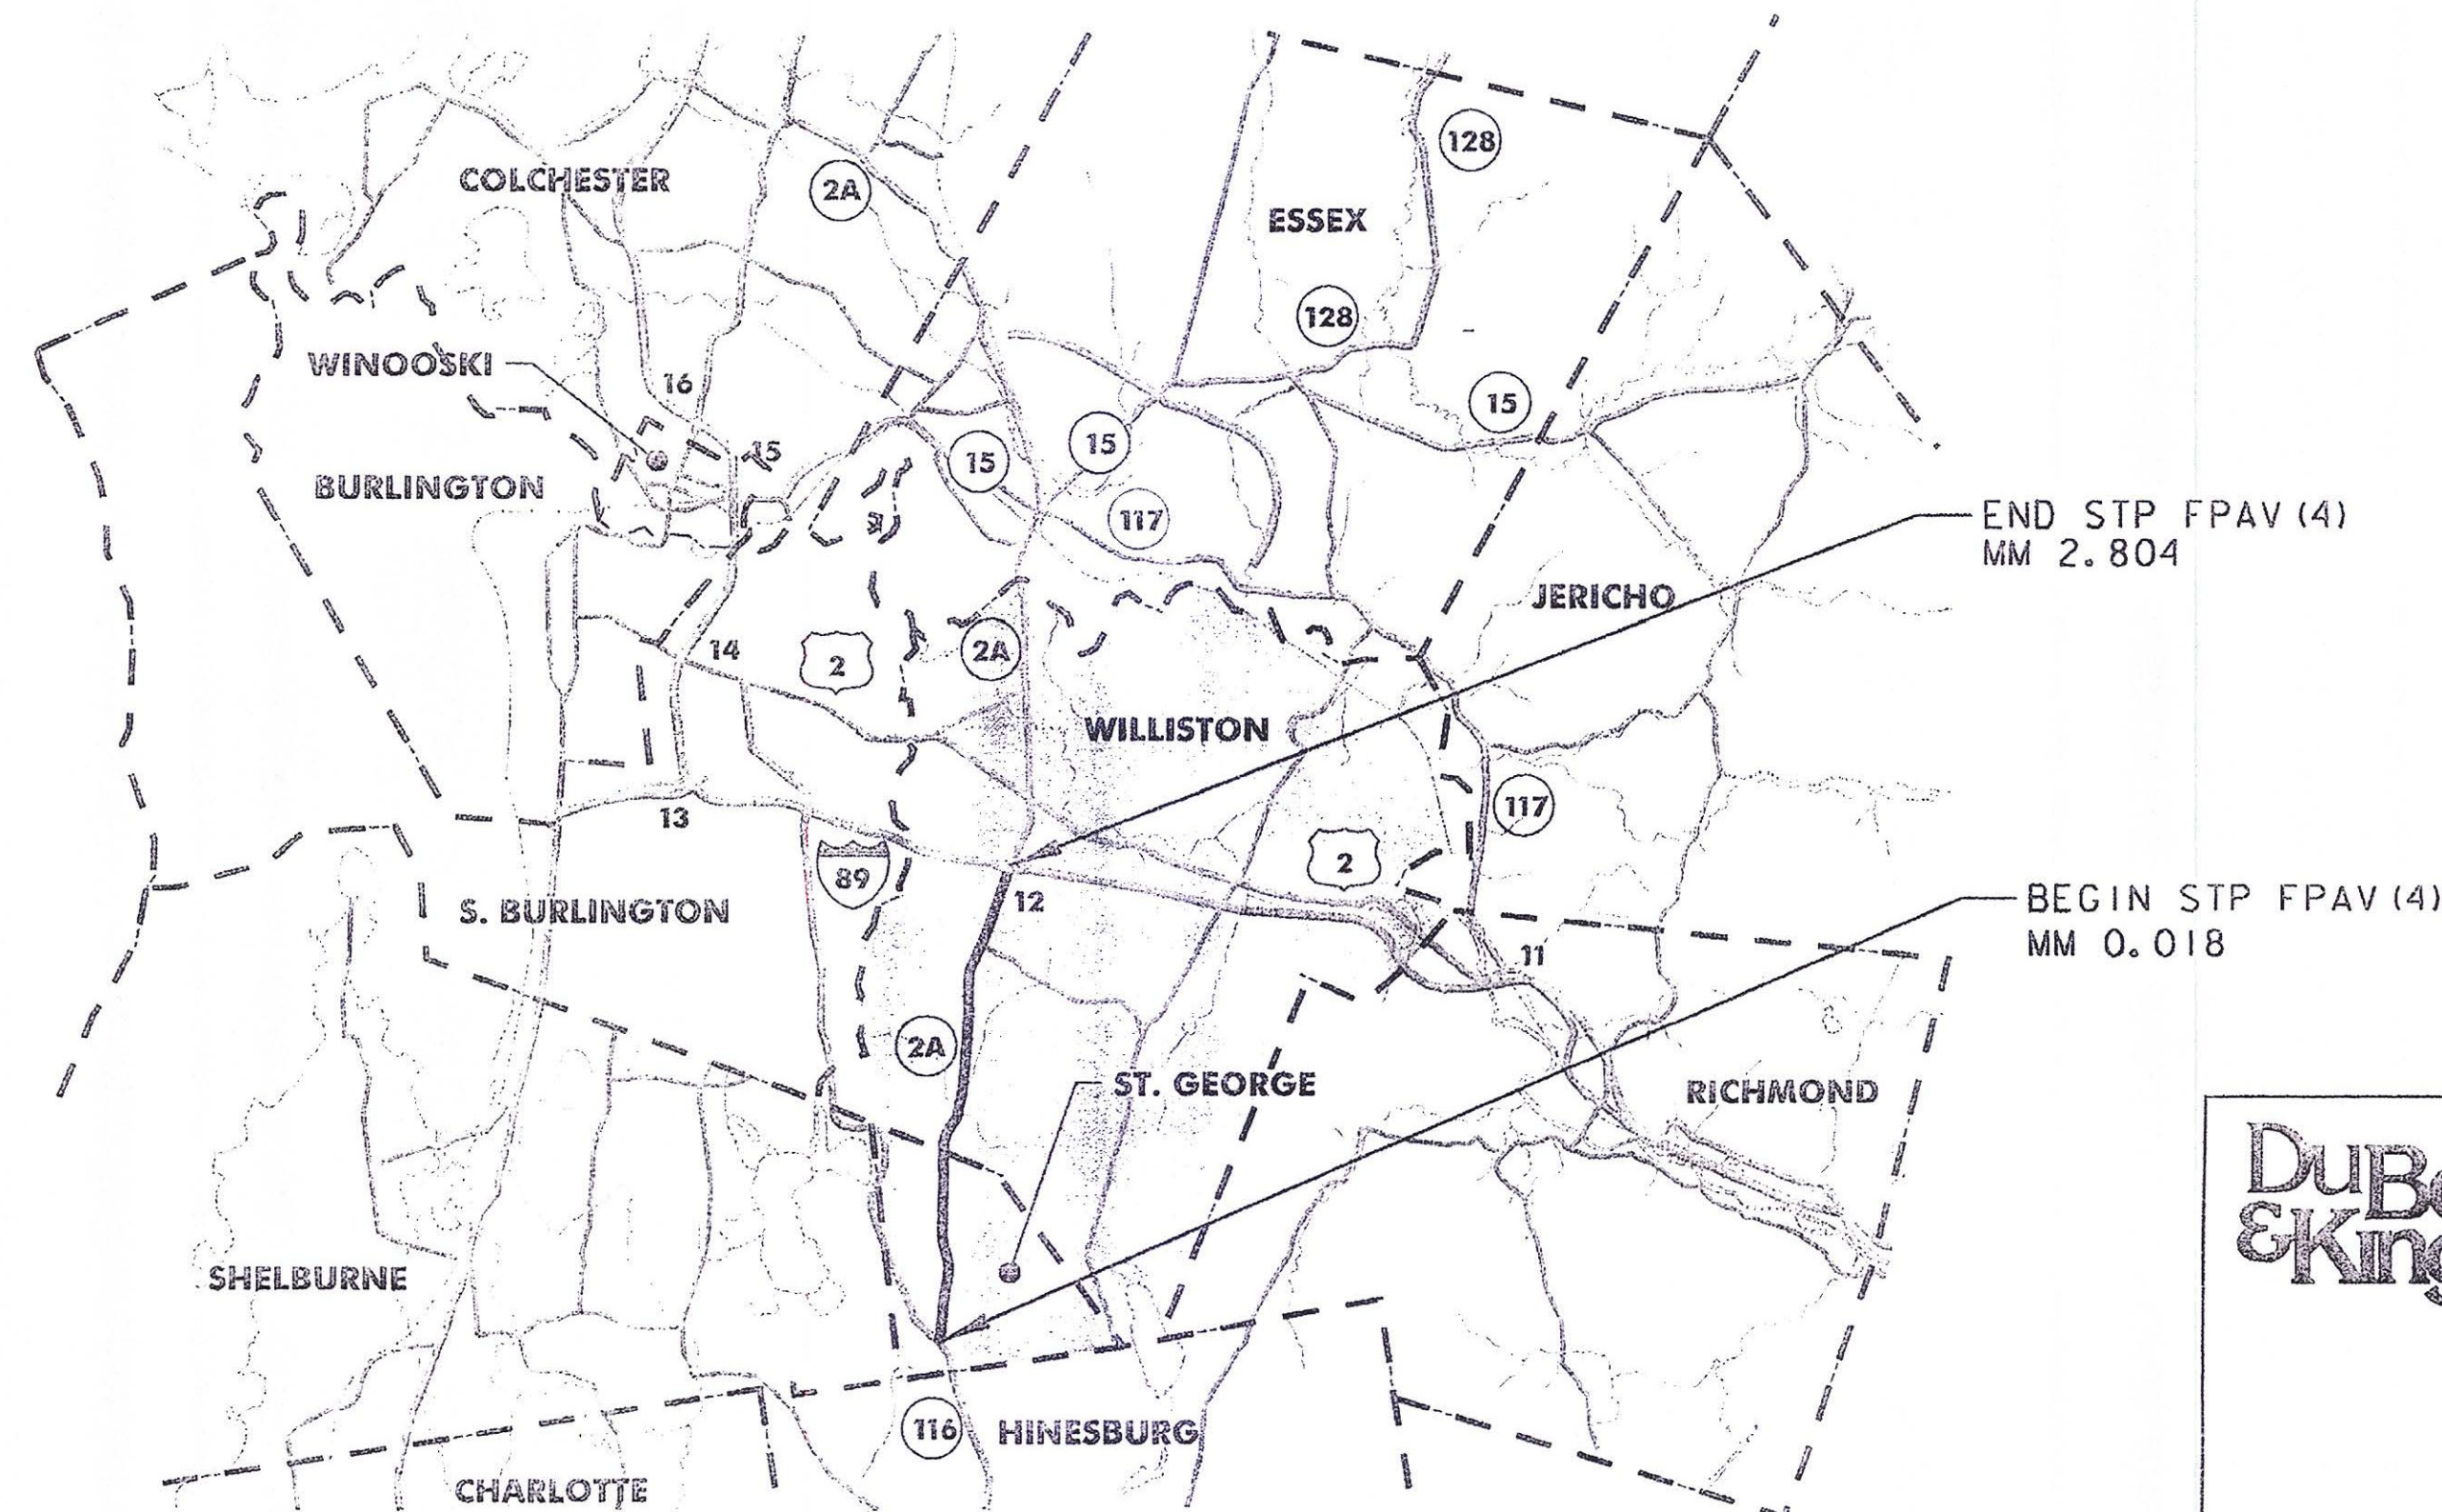 128
COLCHESTER
2A
ESSEX
128
WINOOSKI
16
15
15
15
15
BURLINGTON
117
END STP FPAV (4)
MM 2.804
JERICHO
14
2
2A
WILLISTON
13
117
2
89
12
BEGIN STP FPAV (4)
MM 0.018
S. BURLINGTON
11
2A
ST. GEORGE
RICHMOND
SHELBURNE
116
HINESBURG
CHARLOTTE
&